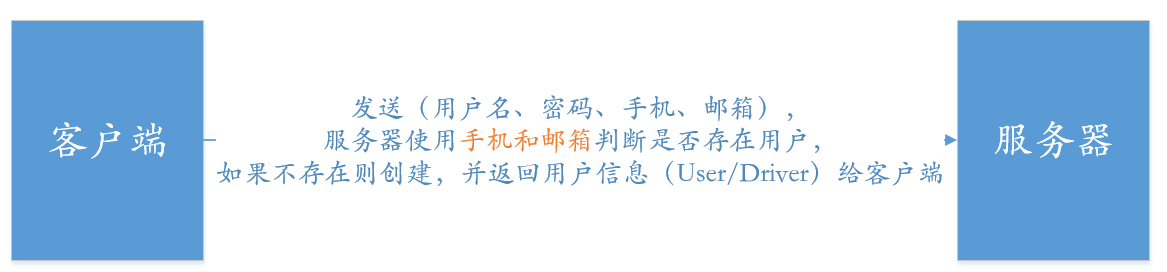 客户端
发送（用户名、密码、手机、邮箱），
服务器使用手机和邮箱判断是否存在用户，
如果不存在则创建，并返回用户信息（User/Driver）给客户端
服务器